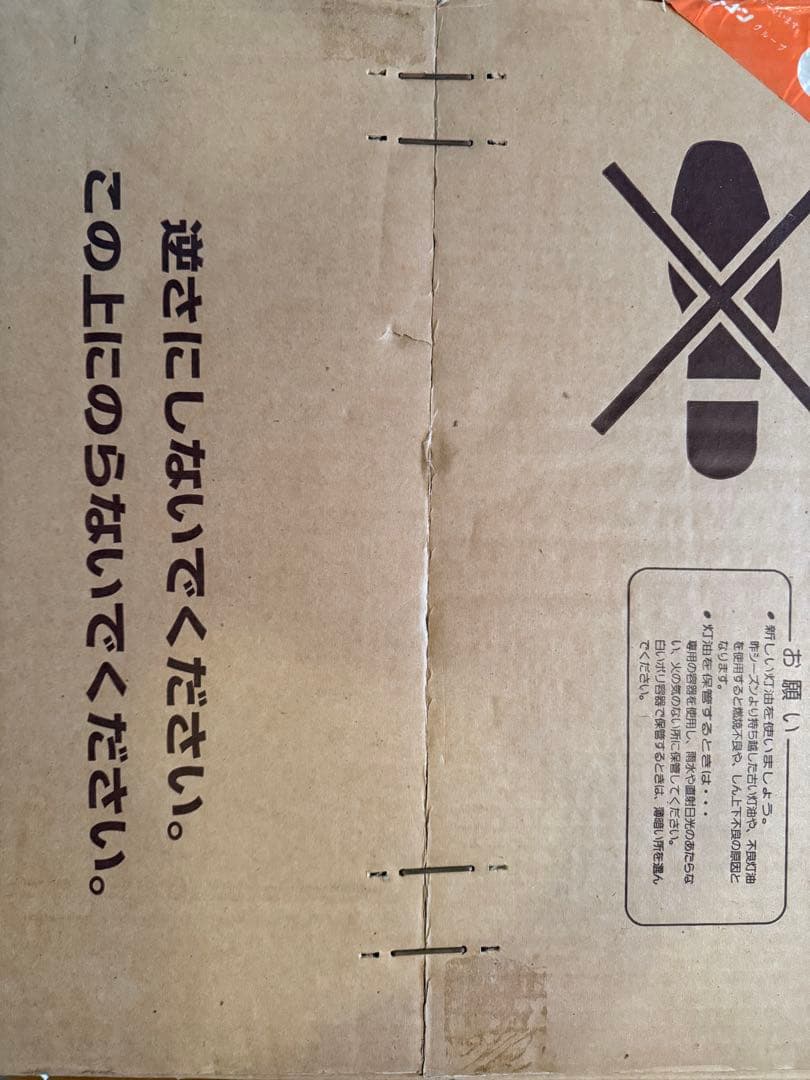 グループ
お願い
●新しい灯油を使いましょう。
昨シーズンより持ち越した古い灯油や、不良灯油
を使用すると燃焼不良や、しん上下不良の原因と
なります。
●灯油を保管するときは・・・
専用の容器を使用し、雨水や直射日光のあたらな
い、火の気のない所に保管してください。
白いポリ容器で保管するときは、薄暗い所を選ん
でください。
逆さにしないでください。
この上にのらないでください。